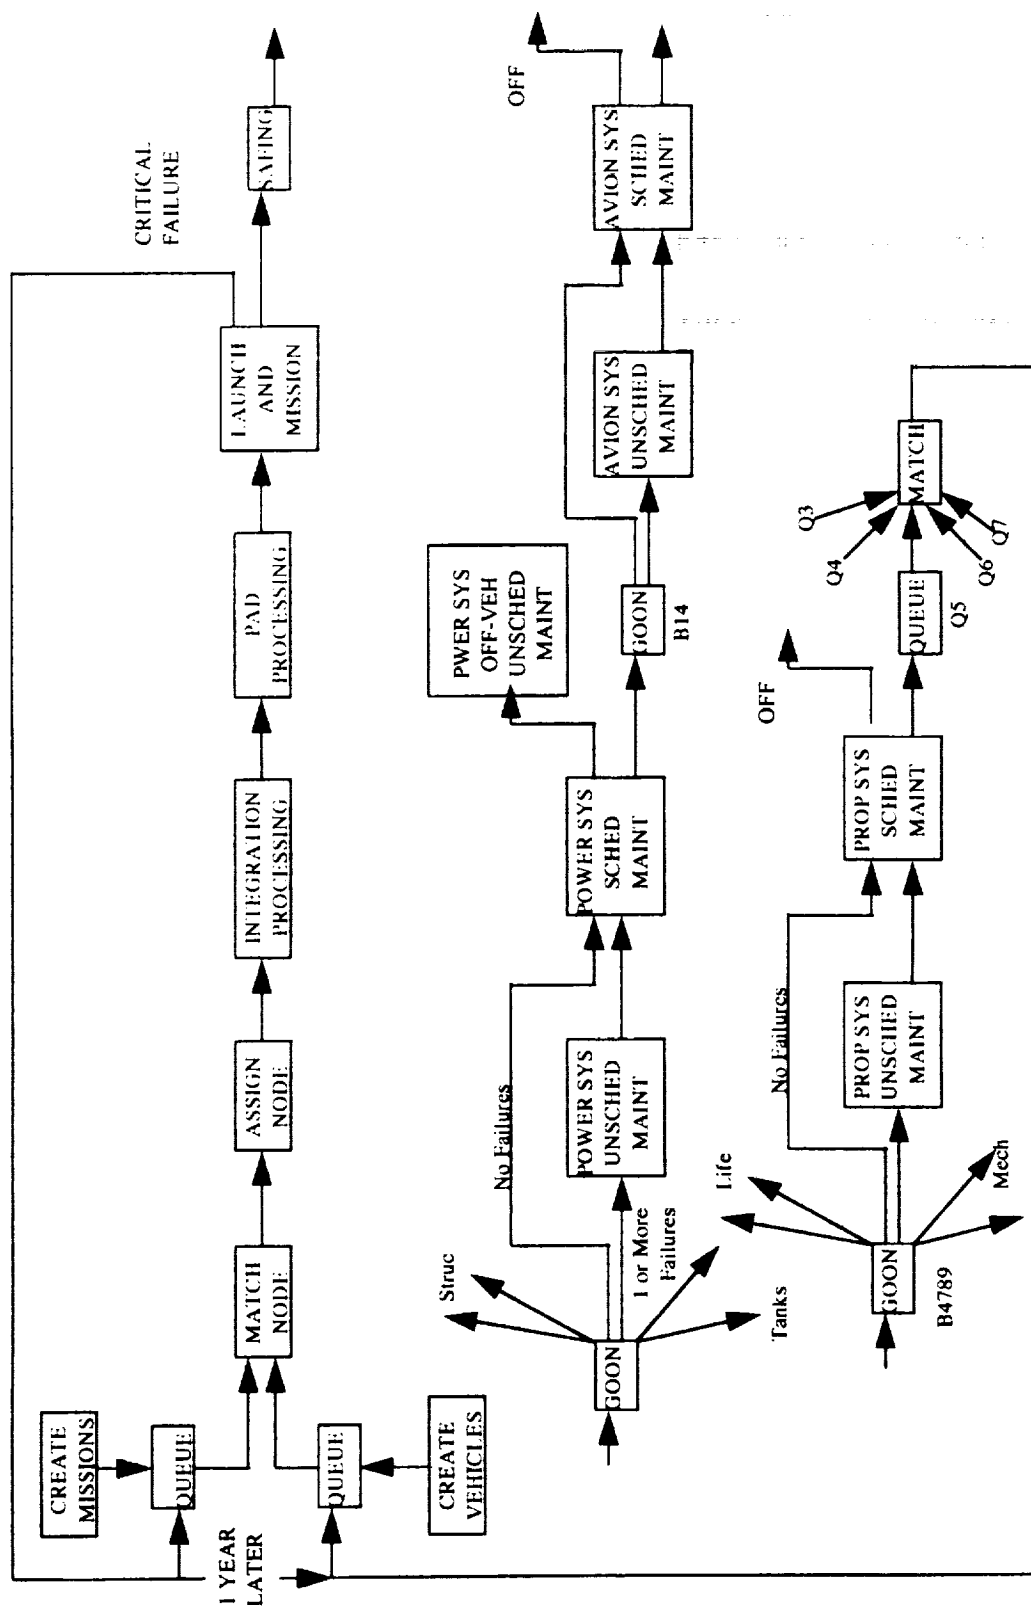 CREATE
MISSIONS
QUEUE
1 YEAR
LATER
QUEUE
CREATE
VEHICLES
MATCH
NODE
ASSIGN
NODE
INTEGRATION
PROCESSING
PAD
PROCESSING
LAUNCH
AND
MISSION
CRITICAL
FAILURE
SAFING
GOON
Struc
Tanks
No Failures
1 or More
Failures
POWER SYS
UNSCHED
MAINT
POWER SYS
SCHED
MAINT
PWER SYS
OFF-VEH
UNSCHED
MAINT
GOON
B14
AVION SYS
UNSCHED
MAINT
AVION SYS
SCHED
MAINT
OFF
GOON
B4789
Life
Mech
No Failures
PROP SYS
UNSCHED
MAINT
PROP SYS
SCHED
MAINT
OFF
QUEUE
Q5
Q3
Q4
Q6
Q7
MATCH